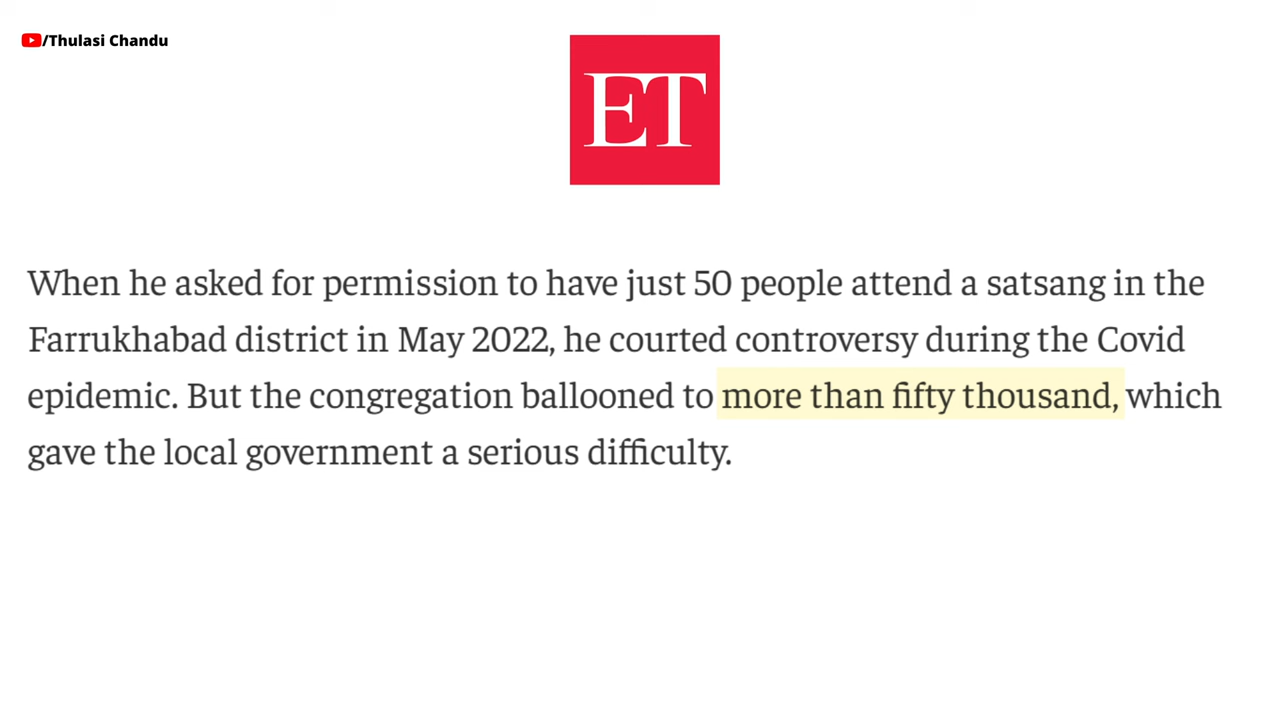 /Thulasi Chandu
ET
When he asked for permission to have just 50 people attend a satsang in the
Farrukhabad district in May 2022, he courted controversy during the Covid
epidemic. But the congregation ballooned to more than fifty thousand, which
gave the local government a serious difficulty.